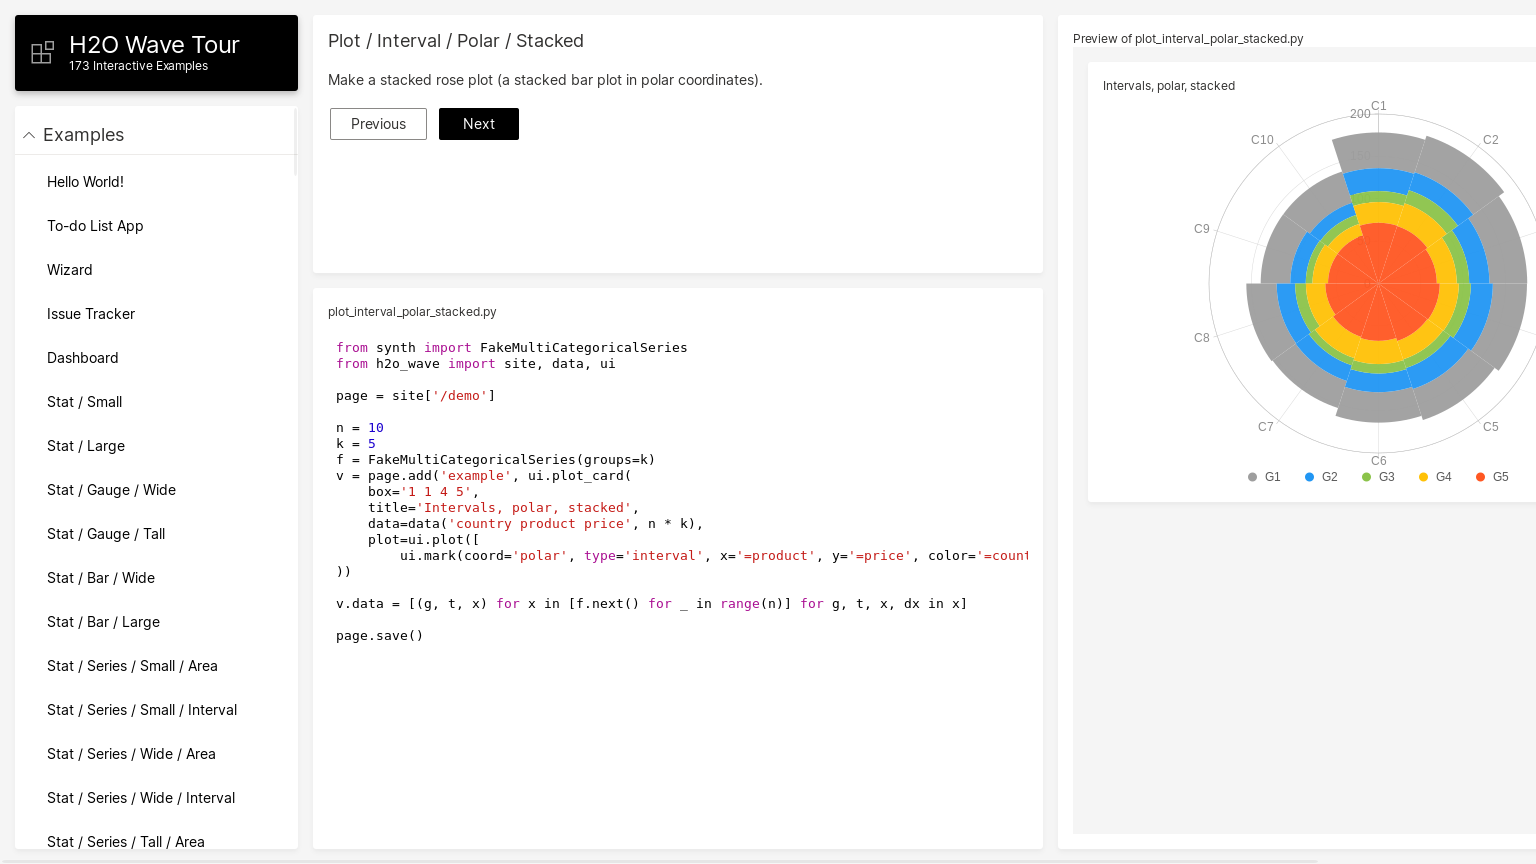 H2O Wave Tour
173 Interactive Examples
Examples
Hello World!
To-do List App
Wizard
Issue Tracker
Dashboard
Stat / Small
Stat / Large
Stat / Gauge / Wide
Stat / Gauge / Tall
Stat / Bar / Wide
Stat / Bar / Large
Stat / Series / Small / Area
Stat / Series / Small / Interval
Stat / Series / Wide / Area
Stat / Series / Wide / Interval
Stat / Series / Tall / Area
Plot / Interval / Polar / Stacked
Make a stacked rose plot (a stacked bar plot in polar coordinates).
Previous Next
plot_interval_polar_stacked.py
from synth import FakeMultiCategoricalSeries
from h2o_wave import site, data, ui
page = site['/demo']
n = 10
k = 5
f = FakeMultiCategoricalSeries(groups=k)
v = page.add('example', ui.plot_card(
    box='1 1 4 5',
    title='Intervals, polar, stacked',
    data=data('country product price', n * k),
    plot=ui.plot([
        ui.mark(coord='polar', type='interval', x='=product', y='=price', color='=count
))
v.data = [(g, t, x) for x in [f.next() for _ in range(n)] for g, t, x, dx in x]
page.save()
Preview of plot_interval_polar_stacked.py
Intervals, polar, stacked
C1
200
C10
C2
150
C9
C8
C7
C5
C6
G1 G2 G3 G4 G5